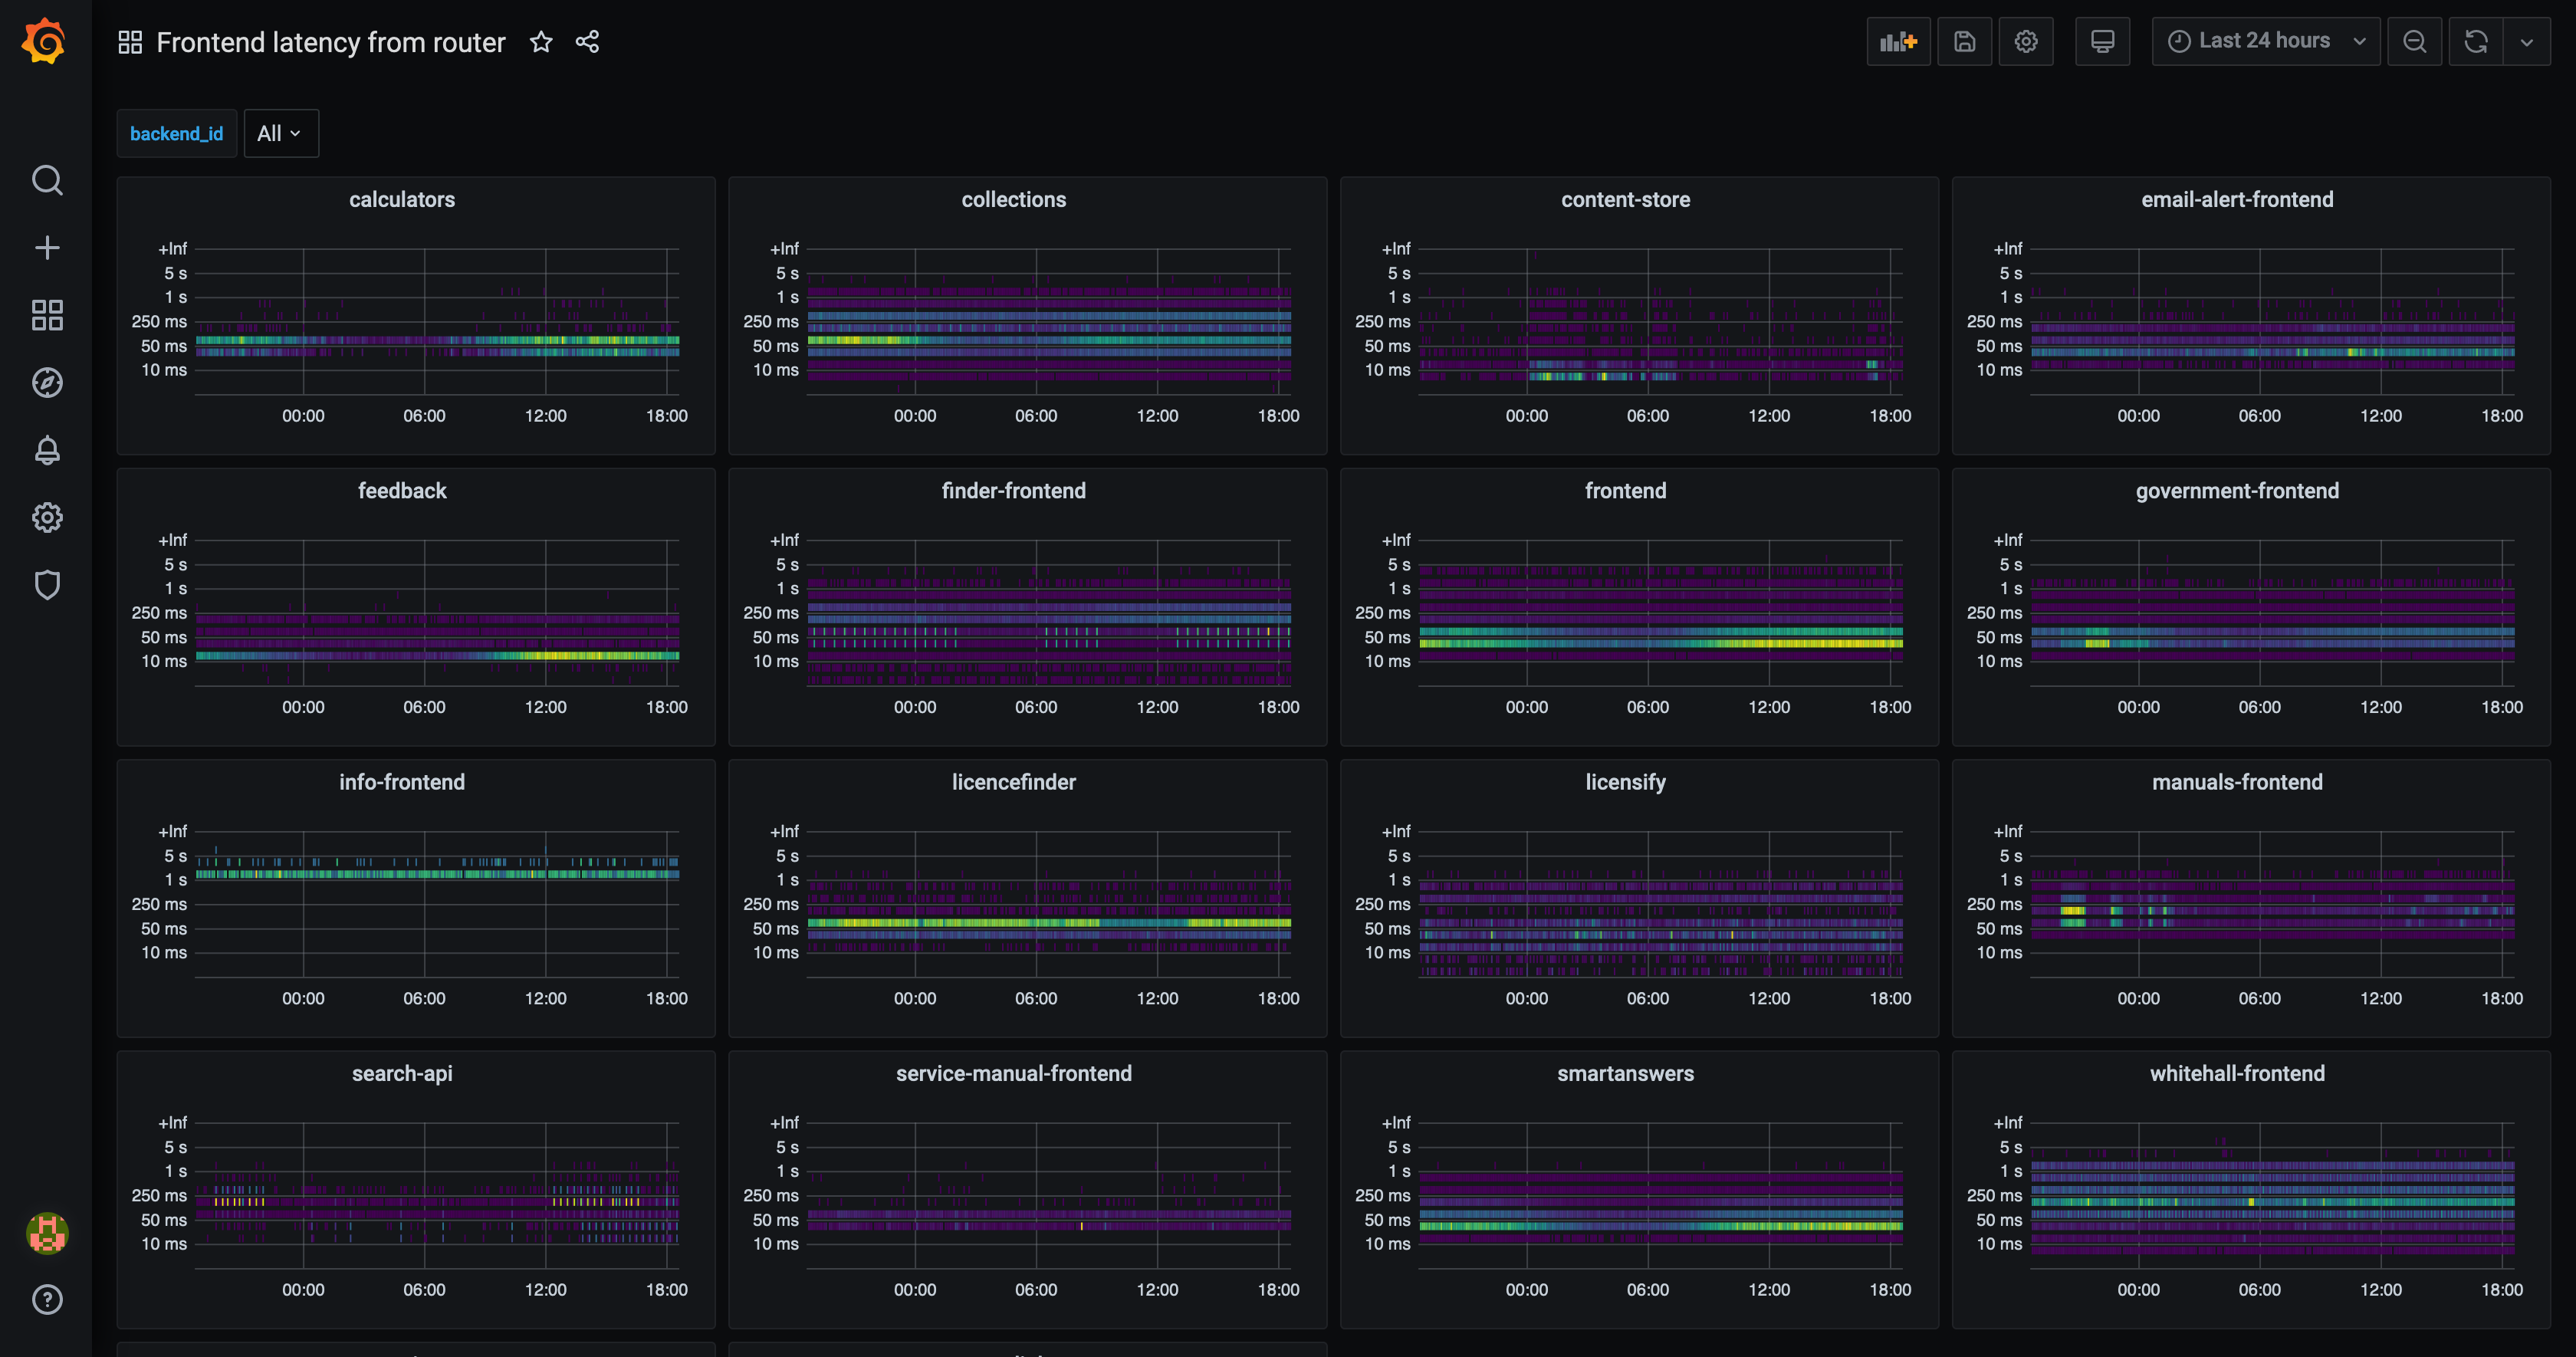 Frontend latency from router
Last 24 hours
backend_id
All
calculators
collections
content-store
email-alert-frontend
+Inf +Inf +Inf +Inf
5 s 5 s 5 s 5 s
1 s 1 s 1 s 1 s
250 ms 250 ms 250 ms 250 ms
50 ms 50 ms 50 ms 50 ms
10 ms 10 ms 10 ms 10 ms
00:00 06:00 12:00 18:00 00:00 06:00 12:00 18:00 00:00 06:00 12:00 18:00 00:00 06:00 12:00 18:00
feedback
finder-frontend
frontend
government-frontend
+Inf +Inf +Inf +Inf
5 s 5 s 5 s 5 s
1 s 1 s 1 s 1 s
250 ms 250 ms 250 ms 250 ms
50 ms 50 ms 50 ms 50 ms
10 ms 10 ms 10 ms 10 ms
00:00 06:00 12:00 18:00 00:00 06:00 12:00 18:00 00:00 06:00 12:00 18:00 00:00 06:00 12:00 18:00
info-frontend
licencefinder
licensify
manuals-frontend
+Inf +Inf +Inf +Inf
5 s 5 s 5 s 5 s
1 s 1 s 1 s 1 s
250 ms 250 ms 250 ms 250 ms
50 ms 50 ms 50 ms 50 ms
10 ms 10 ms 10 ms 10 ms
00:00 06:00 12:00 18:00 00:00 06:00 12:00 18:00 00:00 06:00 12:00 18:00 00:00 06:00 12:00 18:00
search-api
service-manual-frontend
smartanswers
whitehall-frontend
+Inf +Inf +Inf +Inf
5 s 5 s 5 s 5 s
1 s 1 s 1 s 1 s
250 ms 250 ms 250 ms 250 ms
50 ms 50 ms 50 ms 50 ms
10 ms 10 ms 10 ms 10 ms
00:00 06:00 12:00 18:00 00:00 06:00 12:00 18:00 00:00 06:00 12:00 18:00 00:00 06:00 12:00 18:00